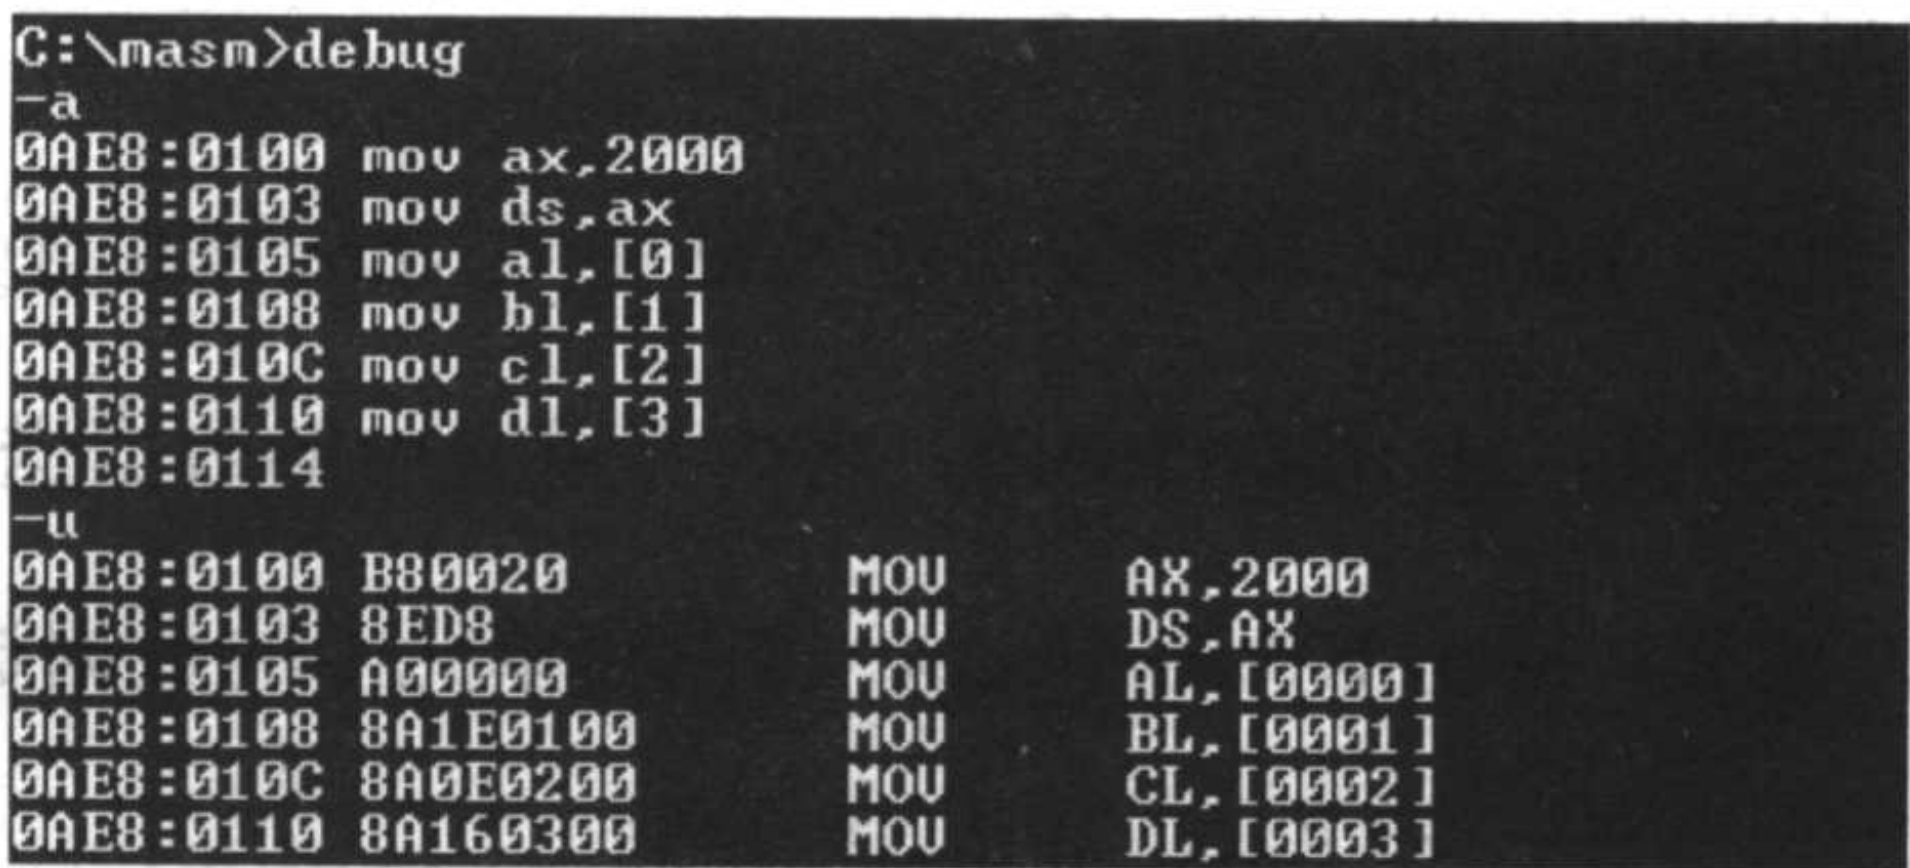 C:\masm>debug
-a
0AE8:0100 mov ax,2000
0AE8:0103 mov ds,ax
0AE8:0105 mov al,[0]
0AE8:0108 mov bl,[1]
0AE8:010C mov cl,[2]
0AE8:0110 mov dl,[3]
0AE8:0114
-u
0AE8:0100 B80020 MOV AX,2000
0AE8:0103 8ED8 MOV DS,AX
0AE8:0105 A00000 MOV AL,[0000]
0AE8:0108 8A1E0100 MOV BL,[0001]
0AE8:010C 8A0E0200 MOV CL,[0002]
0AE8:0110 8A160300 MOV DL,[0003]